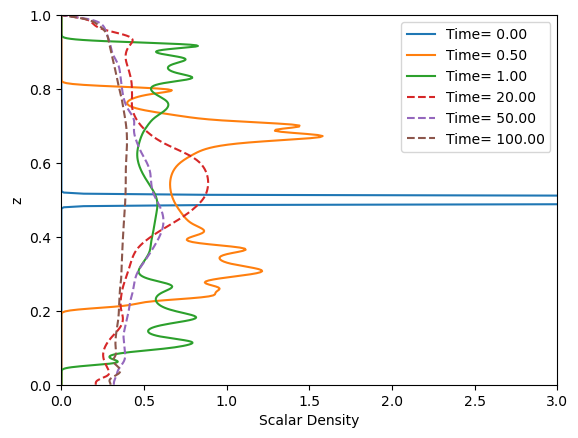 Time= 0.00
Time= 0.50
Time= 1.00
Time= 20.00
Time= 50.00
Time= 100.00
1.0
0.8
0.6
0.4
0.2
0.0
z
0.0 0.5 1.0 1.5 2.0 2.5 3.0
Scalar Density